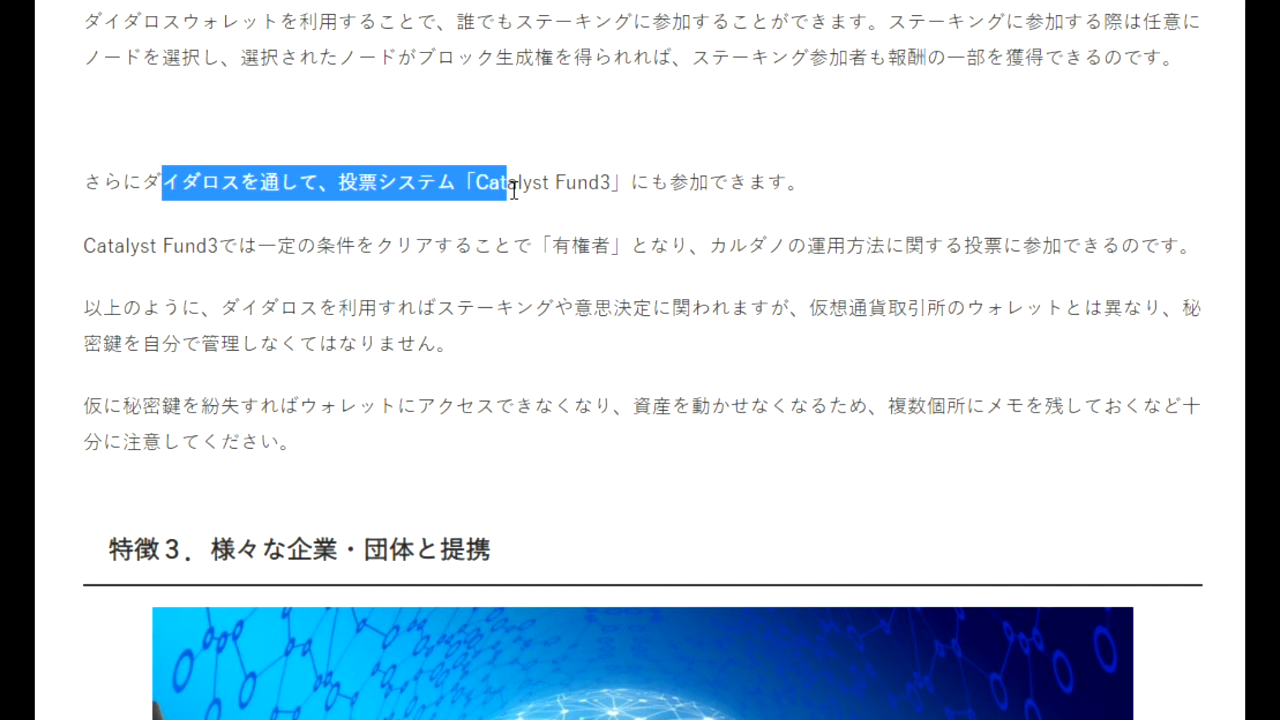 ダイダロスウォレットを利用することで、誰でもステーキングに参加することができます。ステーキングに参加する際は任意に
ノードを選択し、選択されたノードがブロック生成権を得られれば、ステーキング参加者も報酬の一部を獲得できるのです。
さらにダイダロスを通して、投票システム「Catalyst Fund3」にも参加できます。
Catalyst Fund3では一定の条件をクリアすることで「有権者」となり、カルダノの運用方法に関する投票に参加できるのです。
以上のように、ダイダロスを利用すればステーキングや意思決定に関われますが、仮想通貨取引所のウォレットとは異なり、秘
密鍵を自分で管理しなくてはなりません。
仮に秘密鍵を紛失すればウォレットにアクセスできなくなり、資産を動かせなくなるため、複数個所にメモを残しておくなど十
分に注意してください。
特徴３．様々な企業・団体と提携